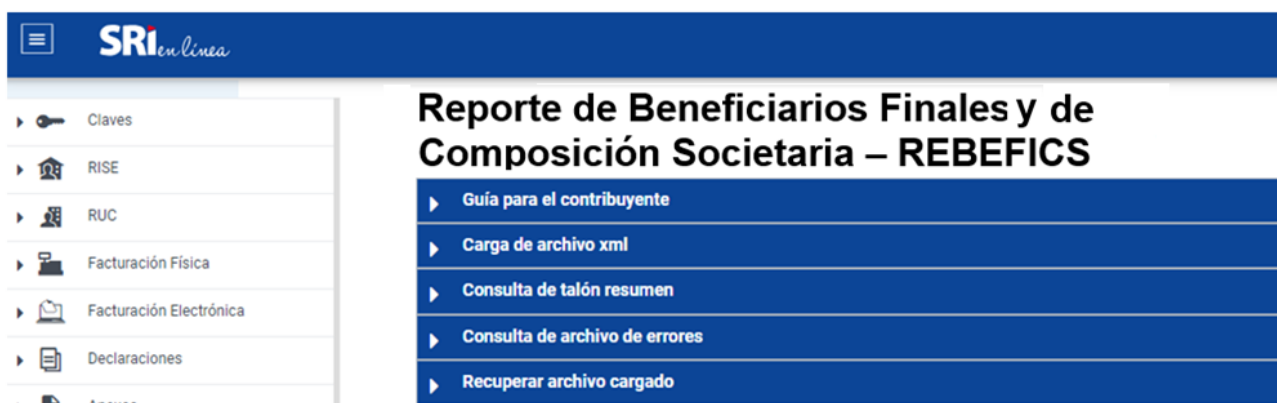 SRI en línea
Claves
RISE
RUC
Facturación Física
Facturación Electrónica
Declaraciones
Reporte de Beneficiarios Finales y de
Composición Societaria – REBEFICS
Guía para el contribuyente
Carga de archivo xml
Consulta de talón resumen
Consulta de archivo de errores
Recuperar archivo cargado